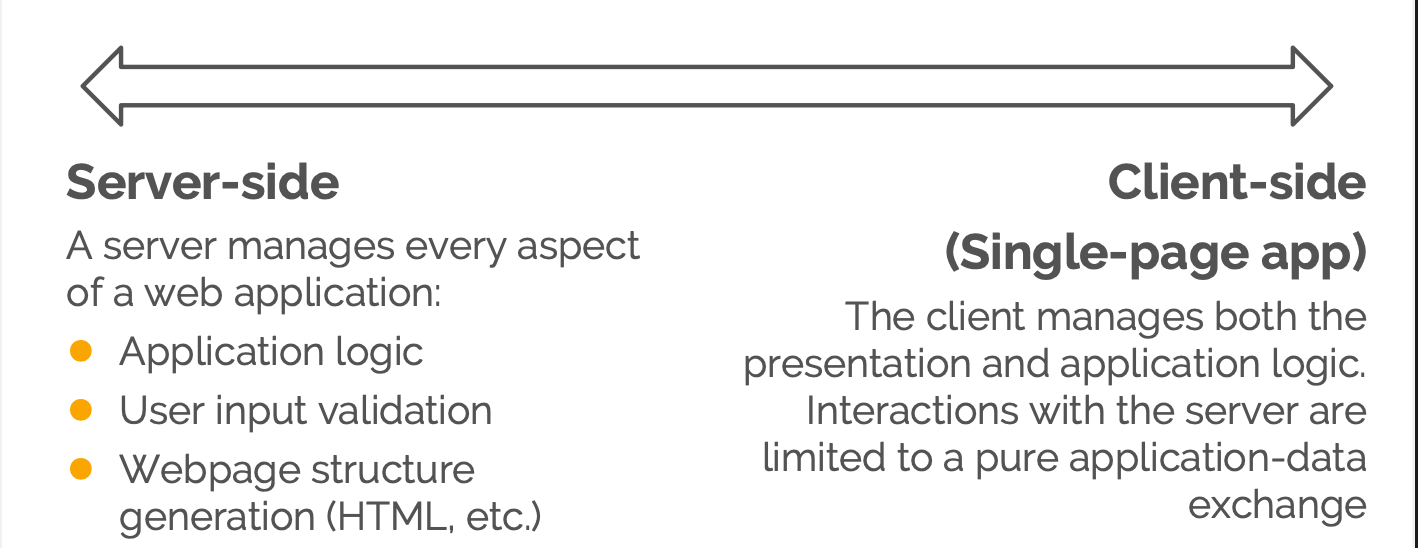 Server-side
A server manages every aspect
of a web application:
Application logic
User input validation
Webpage structure
generation (HTML, etc.)
Client-side
(Single-page app)
The client manages both the
presentation and application logic.
Interactions with the server are
limited to a pure application-data
exchange